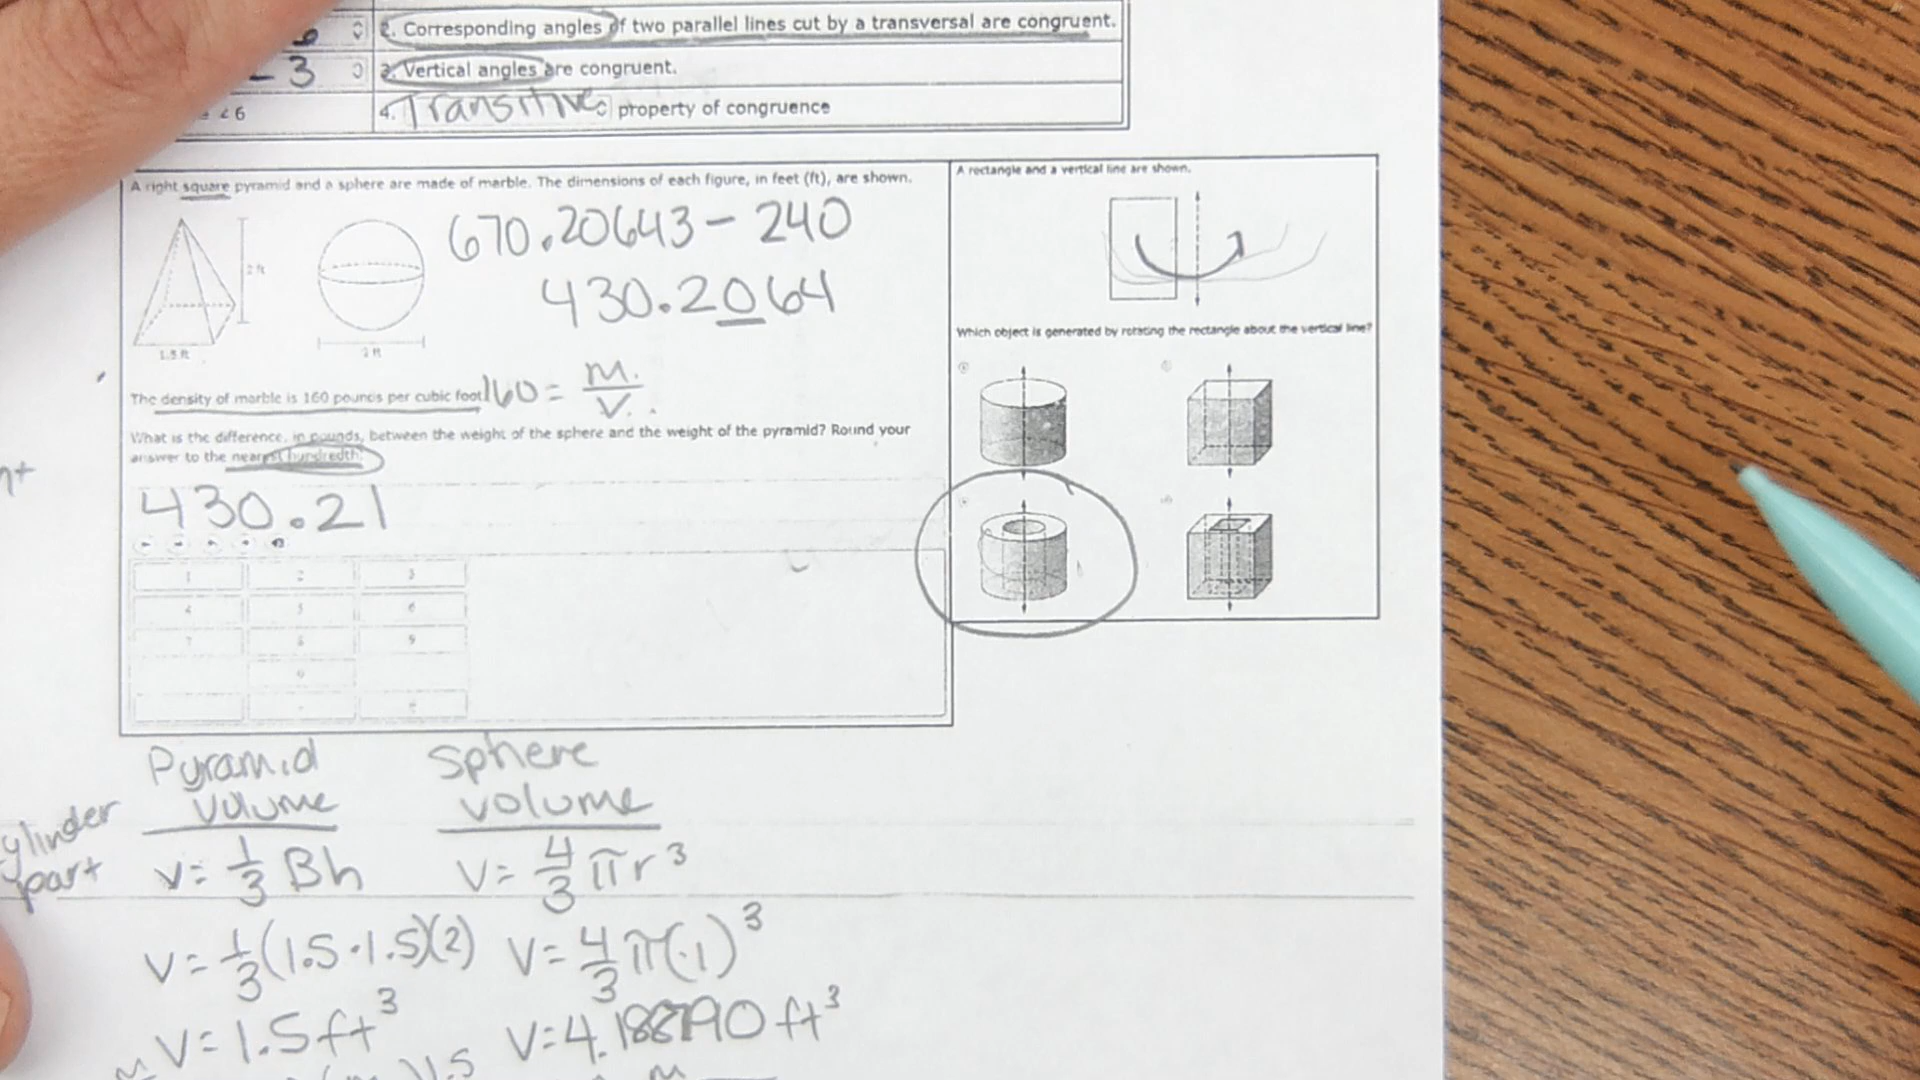 2. Corresponding angles of two parallel lines cut by a transversal are congruent.
- 3
3. Vertical angles are congruent.
∠6
4. Transitive property of congruence
A right square pyramid and a sphere are made of marble. The dimensions of each figure, in feet (ft), are shown.
670.20643 - 240
430.2064
2 ft
1.5 ft
2 ft
The density of marble is 160 pounds per cubic foot.
160 = m/V
What is the difference, in pounds, between the weight of the sphere and the weight of the pyramid? Round your
answer to the nearest hundredth.
430.21
1 2 3
4 5 6
7 8 9
0
A rectangle and a vertical line are shown.
Which object is generated by rotating the rectangle about the vertical line?
Pyramid
volume
V = 1/3 Bh
V = 1/3 (1.5·1.5)(2)
V = 1.5 ft³
Sphere
volume
V = 4/3 πr³
V = 4/3 π(1)³
V = 4.188790 ft³
ylinder
part
1.5
m